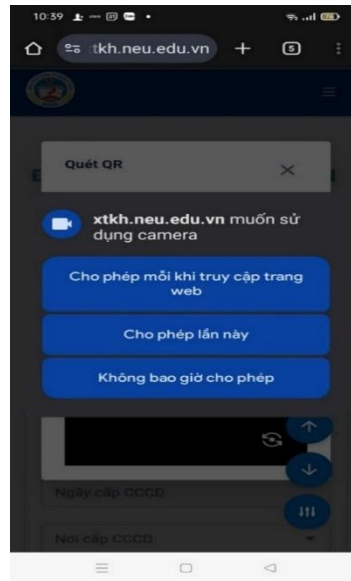 10:39
tkh.neu.edu.vn
5
Quét QR
xtkh.neu.edu.vn muốn sử
dụng camera
Cho phép mỗi khi truy cập trang
web
Cho phép lần này
Không bao giờ cho phép
Ngày cấp CCCD
Nơi cấp CCCD